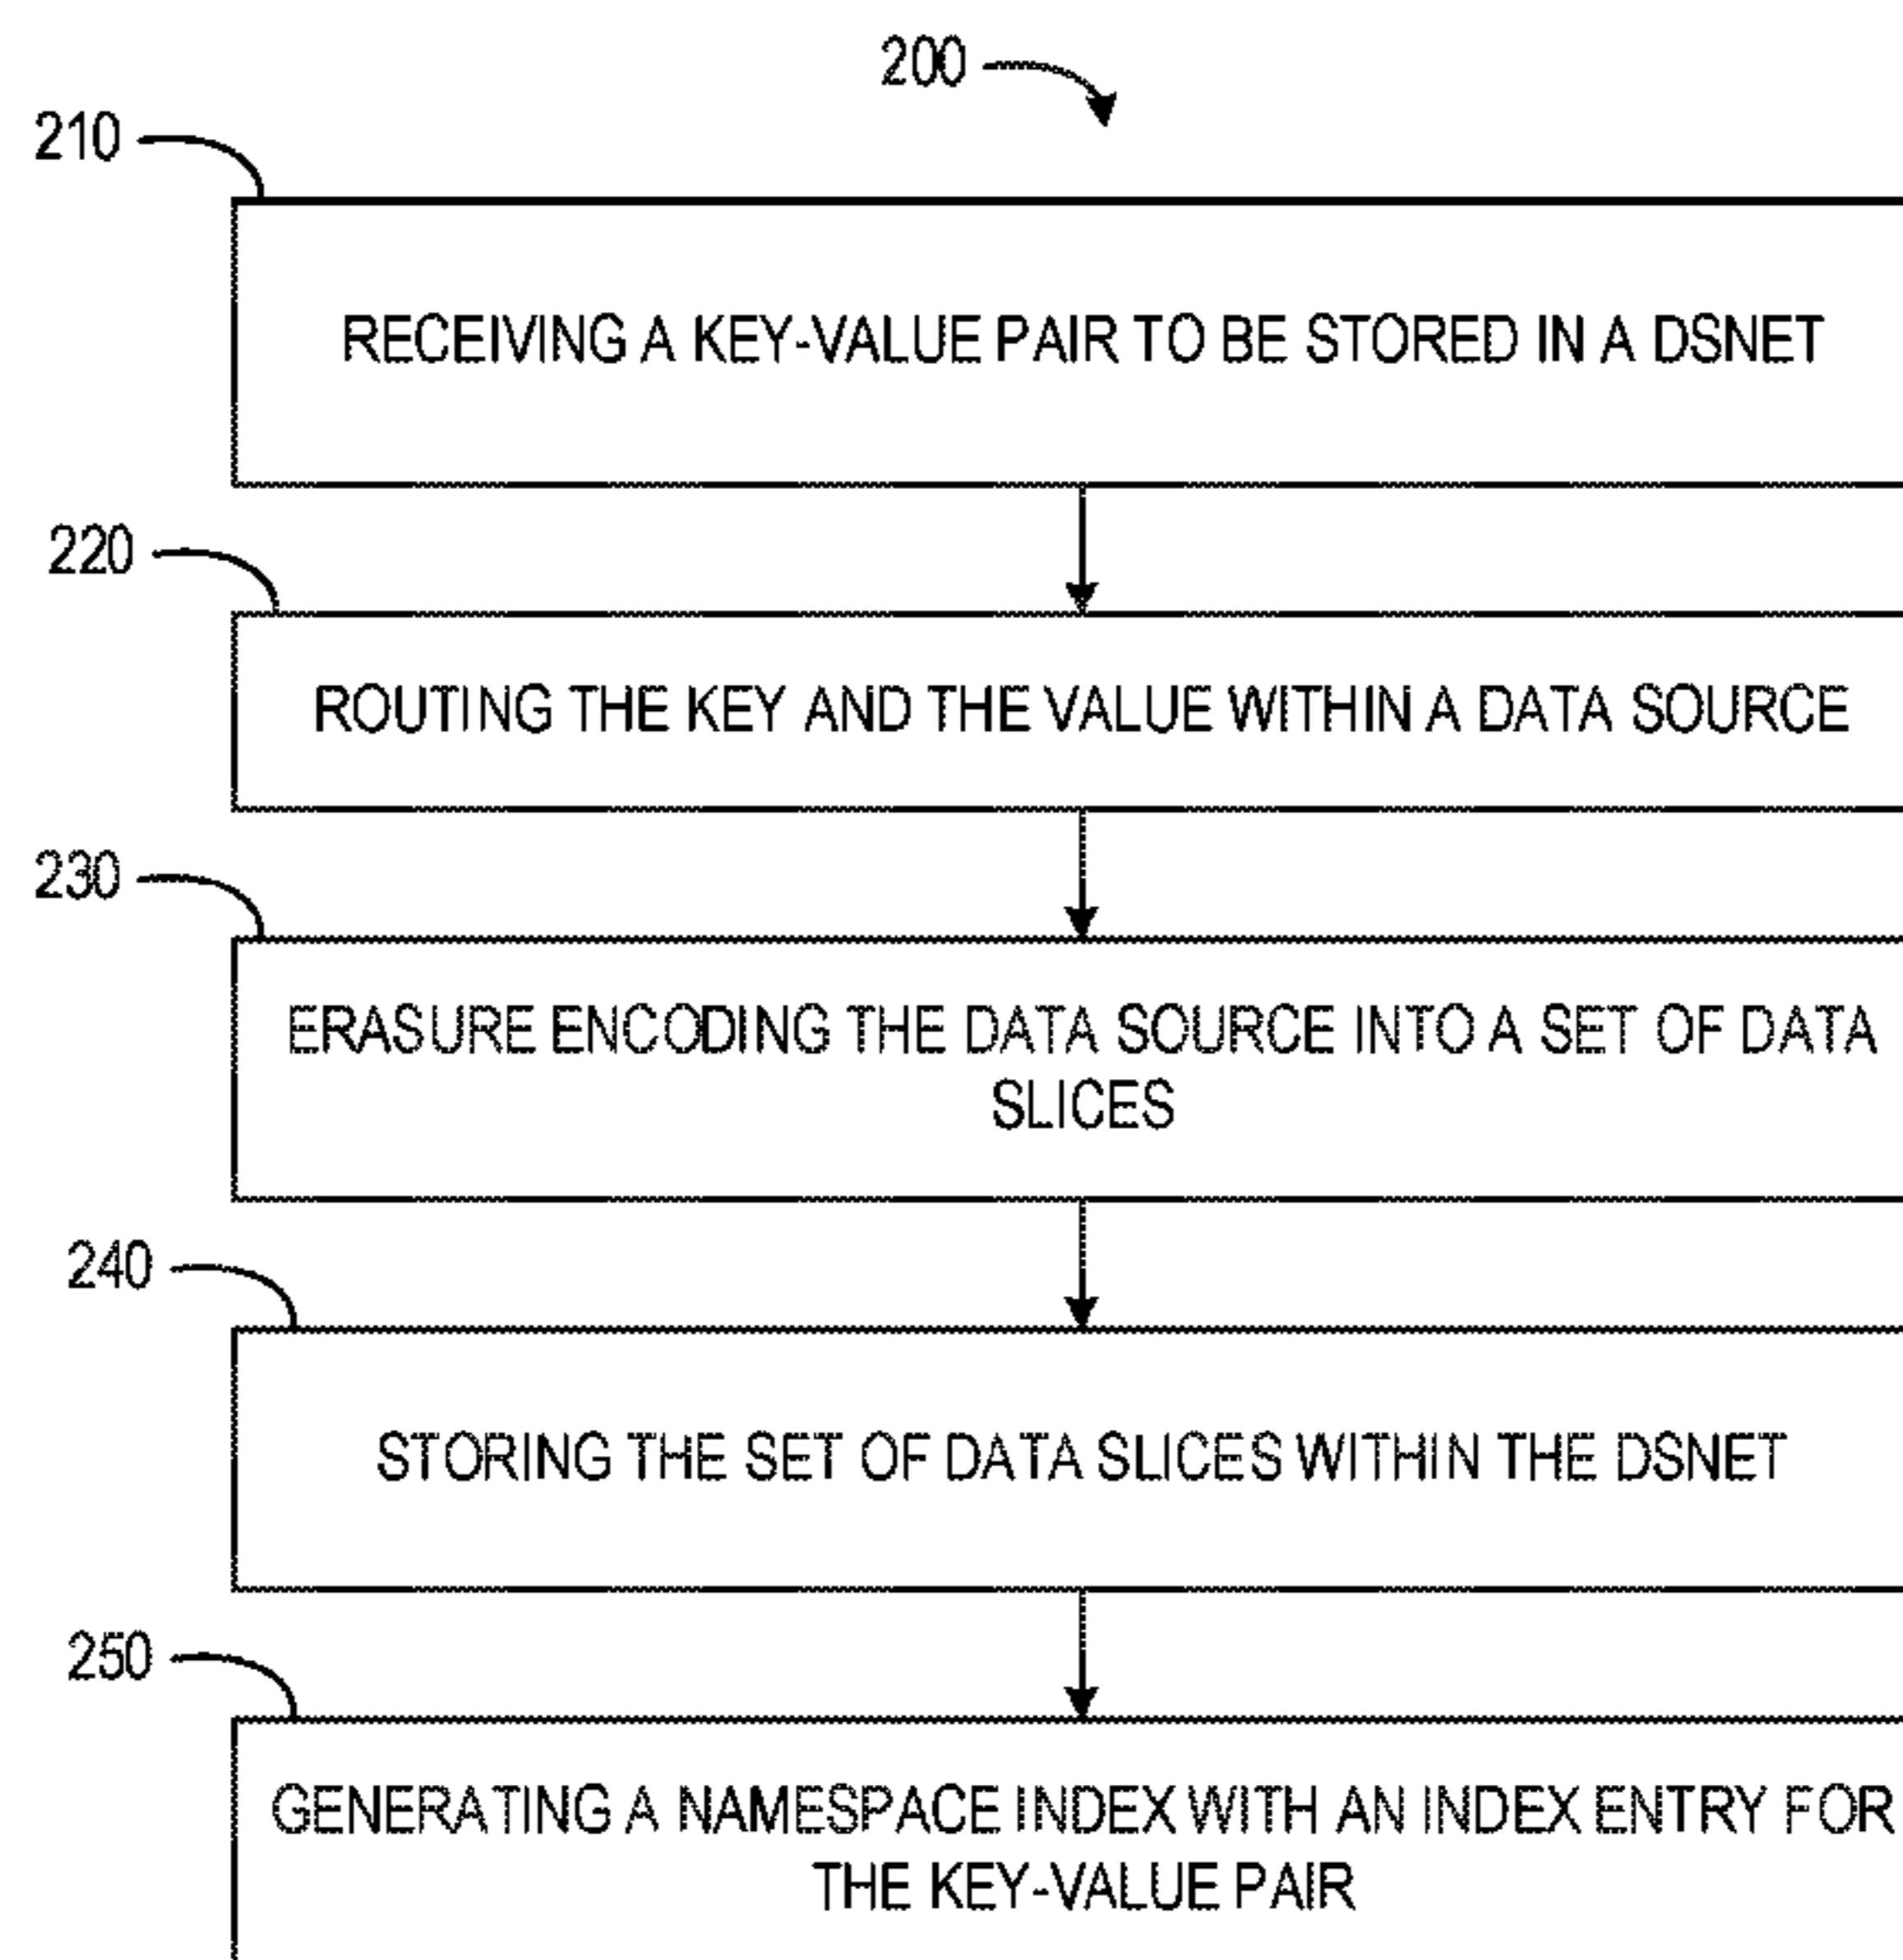 200
210
RECEIVING A KEY-VALUE PAIR TO BE STORED IN A DSNET
220
ROUTING THE KEY AND THE VALUE WITHIN A DATA SOURCE
230
ERASURE ENCODING THE DATA SOURCE INTO A SET OF DATA
SLICES
240
STORING THE SET OF DATA SLICES WITHIN THE DSNET
250
GENERATING A NAMESPACE INDEX WITH AN INDEX ENTRY FOR
THE KEY-VALUE PAIR